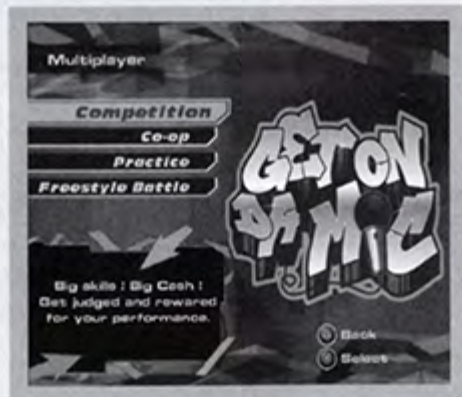 Multiplayer
Competition
Co-op
Practice
Freestyle Battle
GET ON
DA MIC
Big skills ! Big Cash !
Get judged and rewared
for your performance.
Back
Select